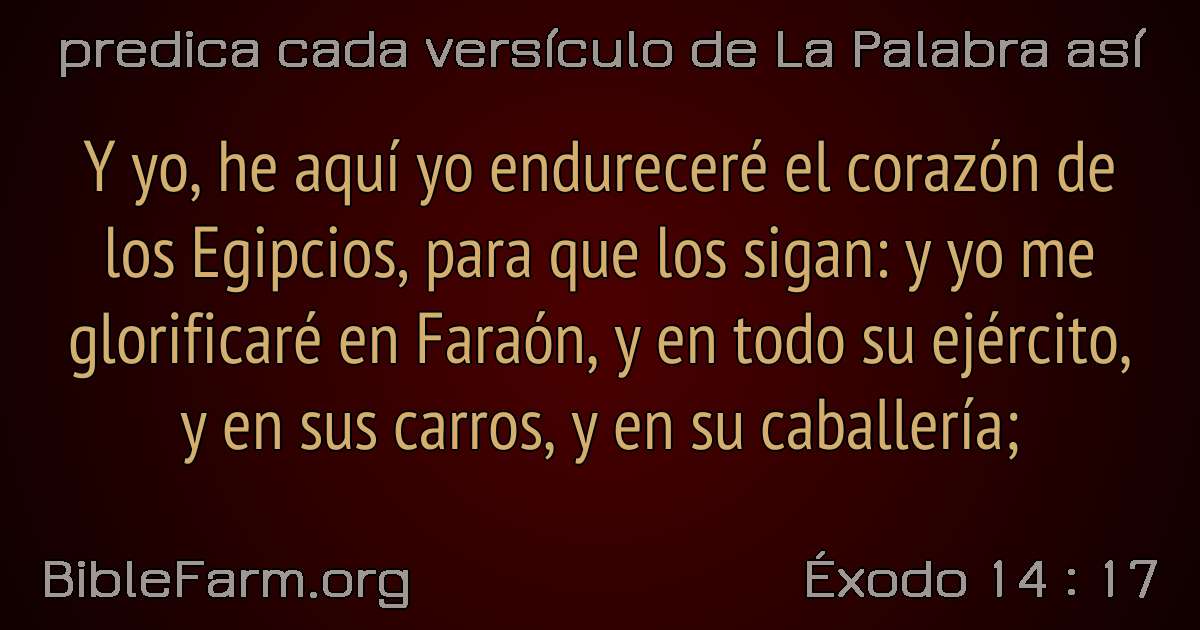 predica cada versículo de La Palabra así
Y yo, he aquí yo endureceré el corazón de
los Egipcios, para que los sigan: y yo me
glorificaré en Faraón, y en todo su ejército,
y en sus carros, y en su caballería;
BibleFarm.org
Éxodo 14 : 17